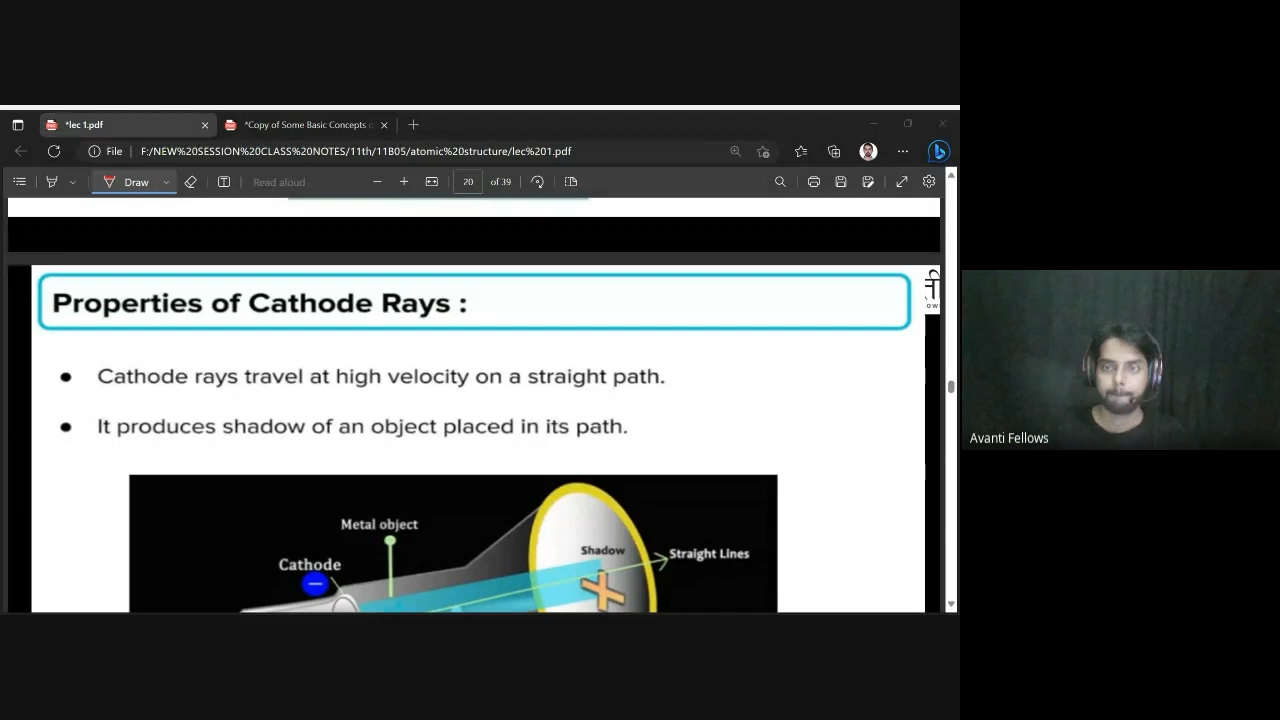 *lec 1.pdf
*Copy of Some Basic Concepts o
File
F:/NEW%20SESSION%20CLASS%20NOTES/11th/11B05/atomic%20structure/lec%201.pdf
Draw
Read aloud
20
of 39
Properties of Cathode Rays :
● Cathode rays travel at high velocity on a straight path.
● It produces shadow of an object placed in its path.
Metal object
Shadow
Straight Lines
Cathode
Avanti Fellows